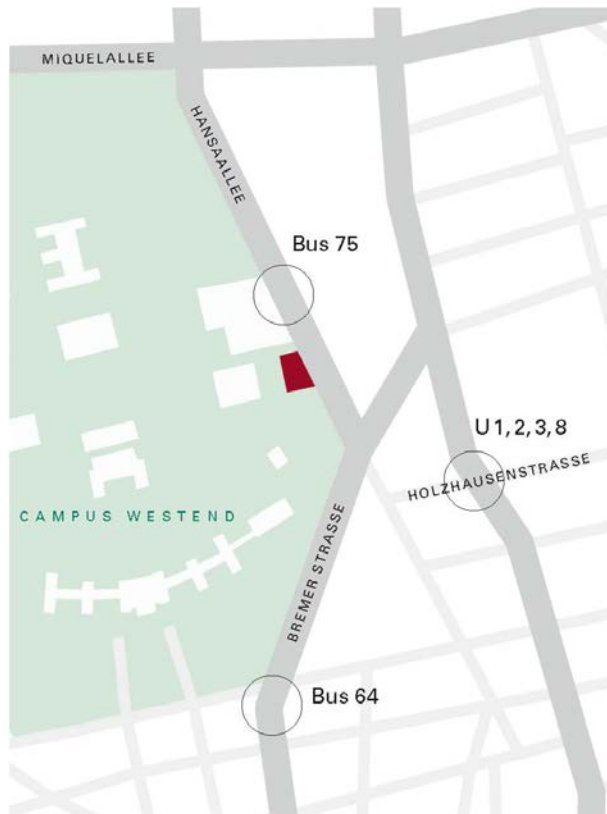 MIQUELALLEE
HANSAALLEE
Bus 75
U 1, 2, 3, 8
HOLZHAUSENSTRASSE
CAMPUS WESTEND
BREMER STRASSE
Bus 64